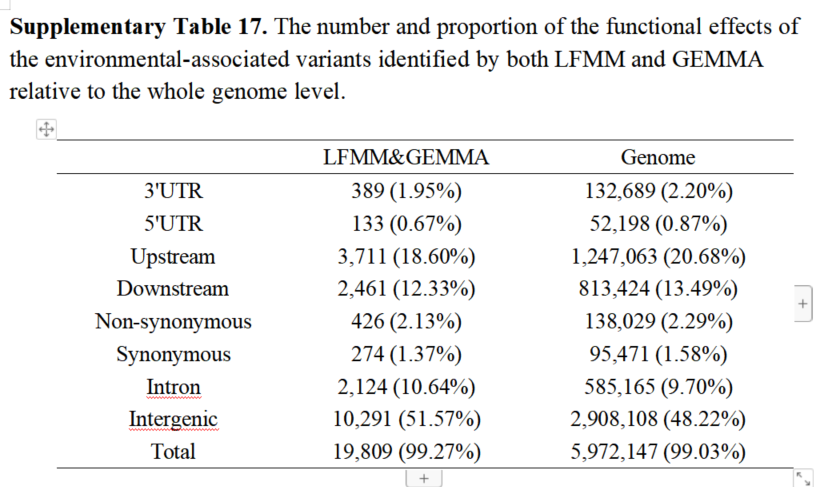 Supplementary Table 17. The number and proportion of the functional effects of
the environmental-associated variants identified by both LFMM and GEMMA
relative to the whole genome level.
LFMM&GEMMA Genome
3'UTR 389 (1.95%) 132,689 (2.20%)
5'UTR 133 (0.67%) 52,198 (0.87%)
Upstream 3,711 (18.60%) 1,247,063 (20.68%)
Downstream 2,461 (12.33%) 813,424 (13.49%)
Non-synonymous 426 (2.13%) 138,029 (2.29%)
Synonymous 274 (1.37%) 95,471 (1.58%)
Intron 2,124 (10.64%) 585,165 (9.70%)
Intergenic 10,291 (51.57%) 2,908,108 (48.22%)
Total 19,809 (99.27%) 5,972,147 (99.03%)